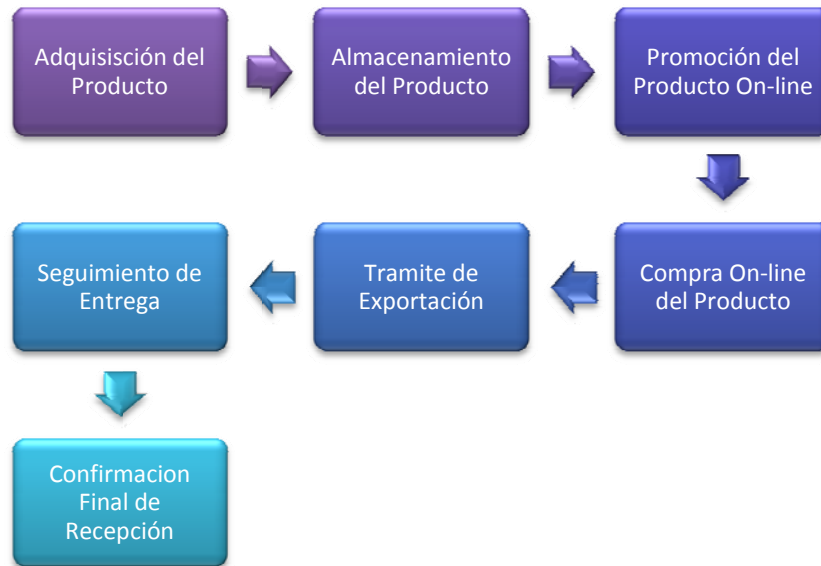 Adquisisción del
Producto
Almacenamiento
del Producto
Promoción del
Producto On-line
Compra On-line
del Producto
Tramite de
Exportación
Seguimiento de
Entrega
Confirmacion
Final de
Recepción